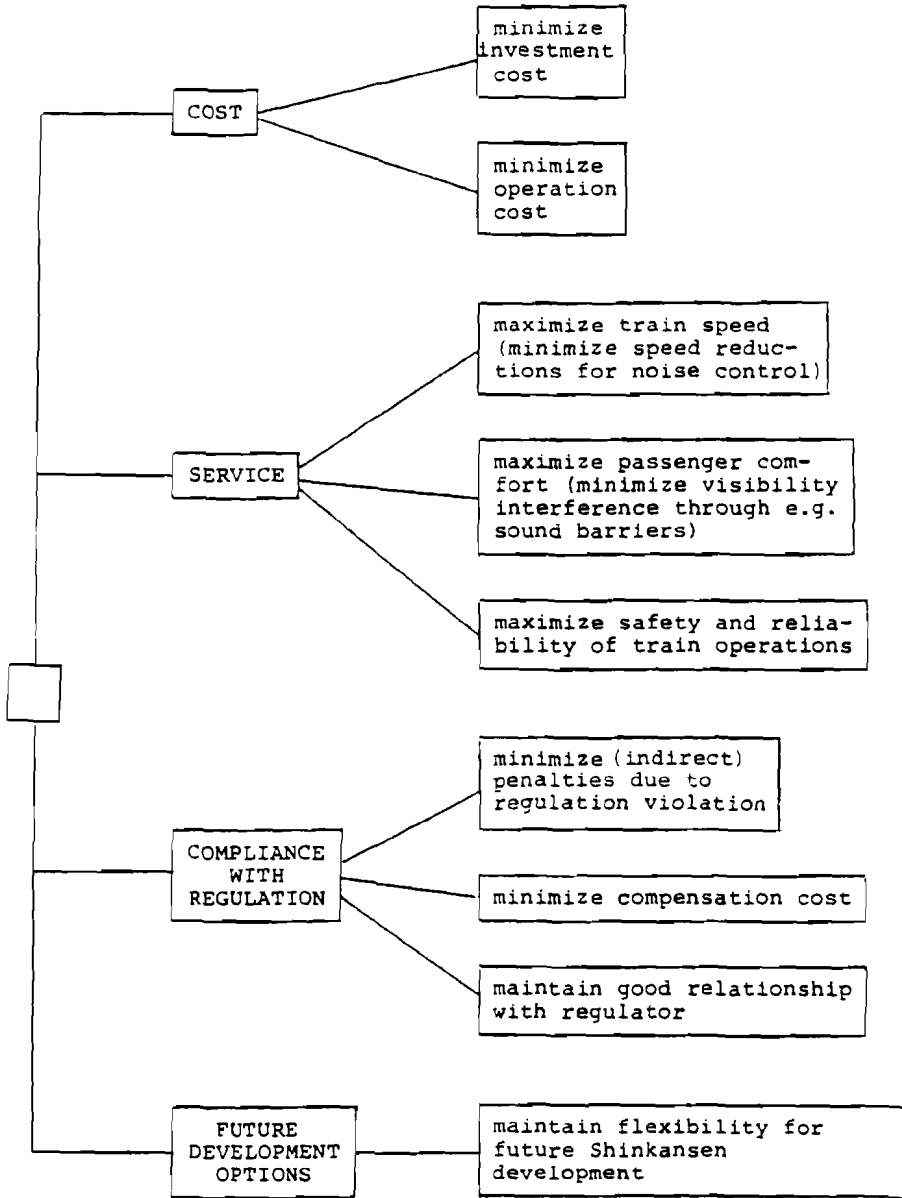 COST
minimize
investment
cost
minimize
operation
cost
SERVICE
maximize train speed
(minimize speed reduc-
tions for noise control)
maximize passenger com-
fort (minimize visibility
interference through e.g.
sound barriers)
maximize safety and relia-
bility of train operations
COMPLIANCE
WITH
REGULATION
minimize (indirect)
penalties due to
regulation violation
minimize compensation cost
maintain good relationship
with regulator
FUTURE
DEVELOPMENT
OPTIONS
maintain flexibility for
future Shinkansen
development